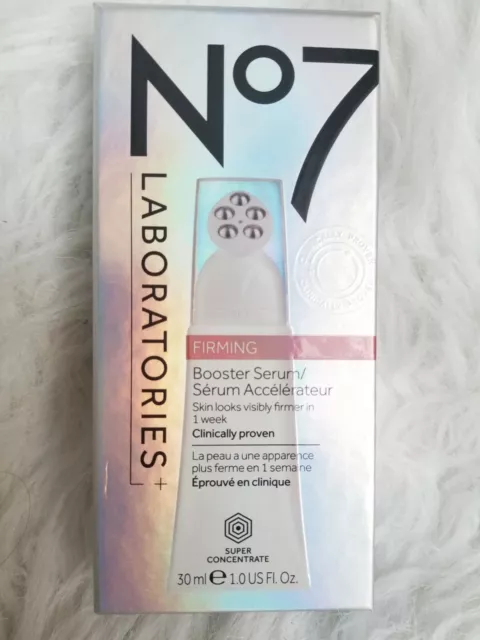 No7
LABORATORIES+
FIRMING
Booster Serum/
Sérum Accélérateur
Skin looks visibly firmer in
1 week
Clinically proven
La peau a une apparence
plus ferme en 1 semaine
Éprouvé en clinique
SUPER
CONCENTRATE
30 ml e 1.0 US Fl. Oz.